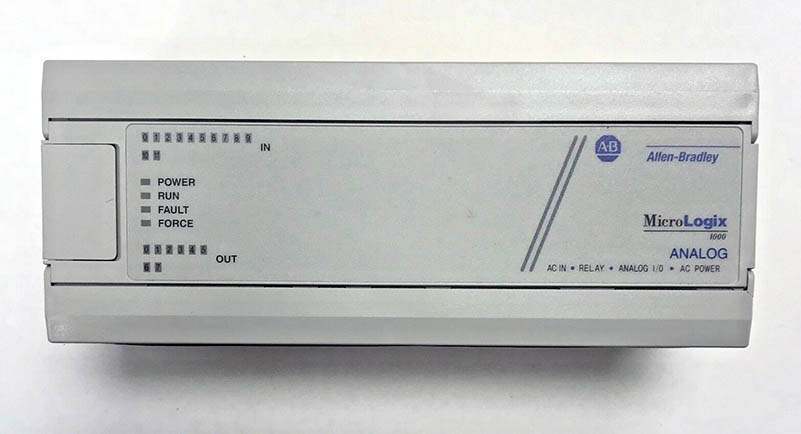 0 1 2 3 4 5 6 7 8 9
10 11
IN
POWER
RUN
FAULT
FORCE
0 1 2 3 4 5
6 7
OUT
AB
Allen-Bradley
MicroLogix
1000
ANALOG
AC IN • RELAY • ANALOG I/O • AC POWER